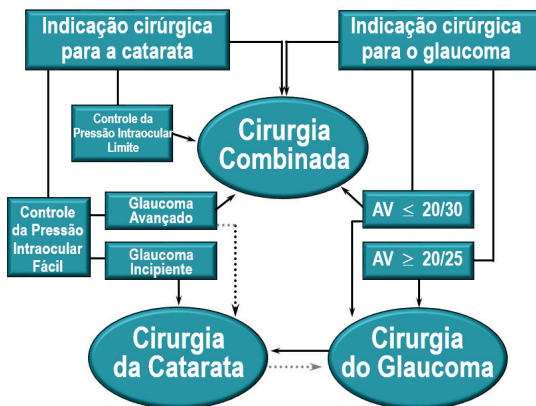 Indicação cirúrgica
para a catarata
Indicação cirúrgica
para o glaucoma
Controle da
Pressão Intraocular
Limite
Cirurgia
Combinada
Controle
da Pressão
Intraocular
Fácil
Glaucoma
Avançado
AV ≤ 20/30
Glaucoma
Incipiente
AV ≥ 20/25
Cirurgia
da Catarata
Cirurgia
do Glaucoma